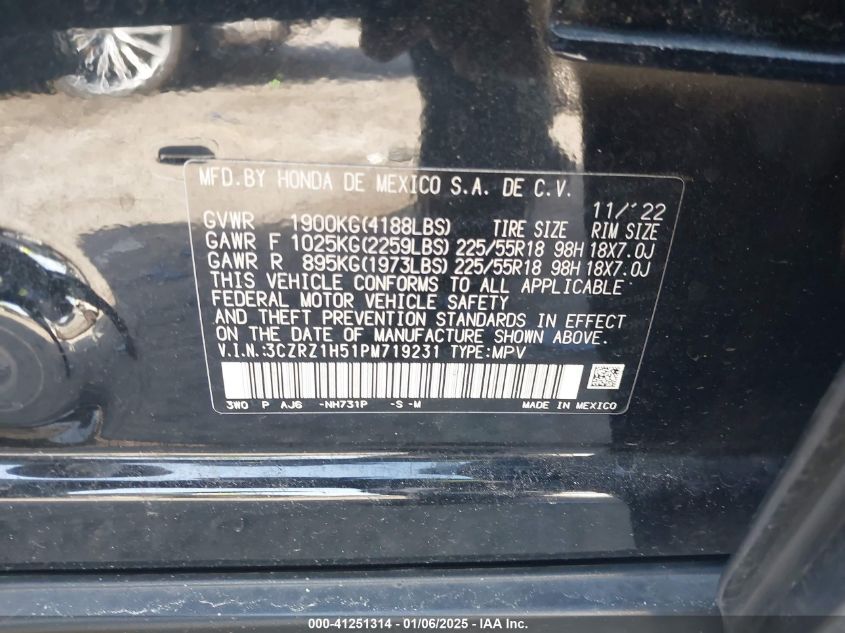 MFD.BY HONDA DE MEXICO S.A. DE C.V.
11/'22
GVWR 1900KG(4188LBS) TIRE SIZE RIM SIZE
GAWR F 1025KG(2259LBS) 225/55R18 98H 18X7.0J
GAWR R 895KG(1973LBS) 225/55R18 98H 18X7.0J
THIS VEHICLE CONFORMS TO ALL APPLICABLE
FEDERAL MOTOR VEHICLE SAFETY
AND THEFT PREVENTION STANDARDS IN EFFECT
ON THE DATE OF MANUFACTURE SHOWN ABOVE.
V.I.N.:3CZRZ1H51PM719231 TYPE:MPV
3W0 P AJ6 -NH731P -S -M MADE IN MEXICO
000-41251314 - 01/06/2025 - IAA Inc.